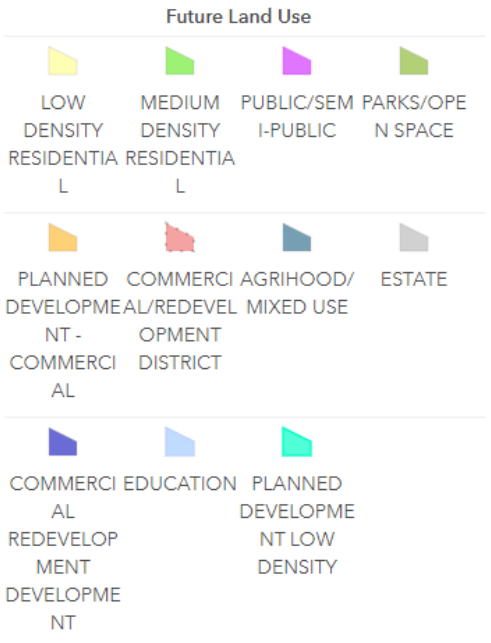 Future Land Use
LOW
DENSITY
RESIDENTIA
L
MEDIUM
DENSITY
RESIDENTIA
L
PUBLIC/SEM
I-PUBLIC
PARKS/OPE
N SPACE
PLANNED
DEVELOPME
NT -
COMMERCI
AL
COMMERCI
AL/REDEVEL
OPMENT
DISTRICT
AGRIHOOD/
MIXED USE
ESTATE
COMMERCI
AL
REDEVELOP
MENT
DEVELOPME
NT
EDUCATION
PLANNED
DEVELOPME
NT LOW
DENSITY